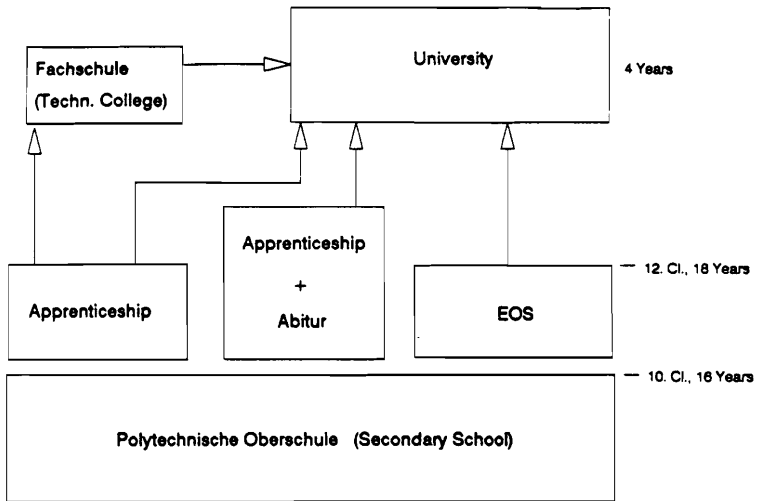 Fachschule
(Techn. College)
University
4 Years
Apprenticeship
+
Abitur
Apprenticeship
EOS
12. Cl., 18 Years
10. Cl., 16 Years
Polytechnische Oberschule (Secondary School)